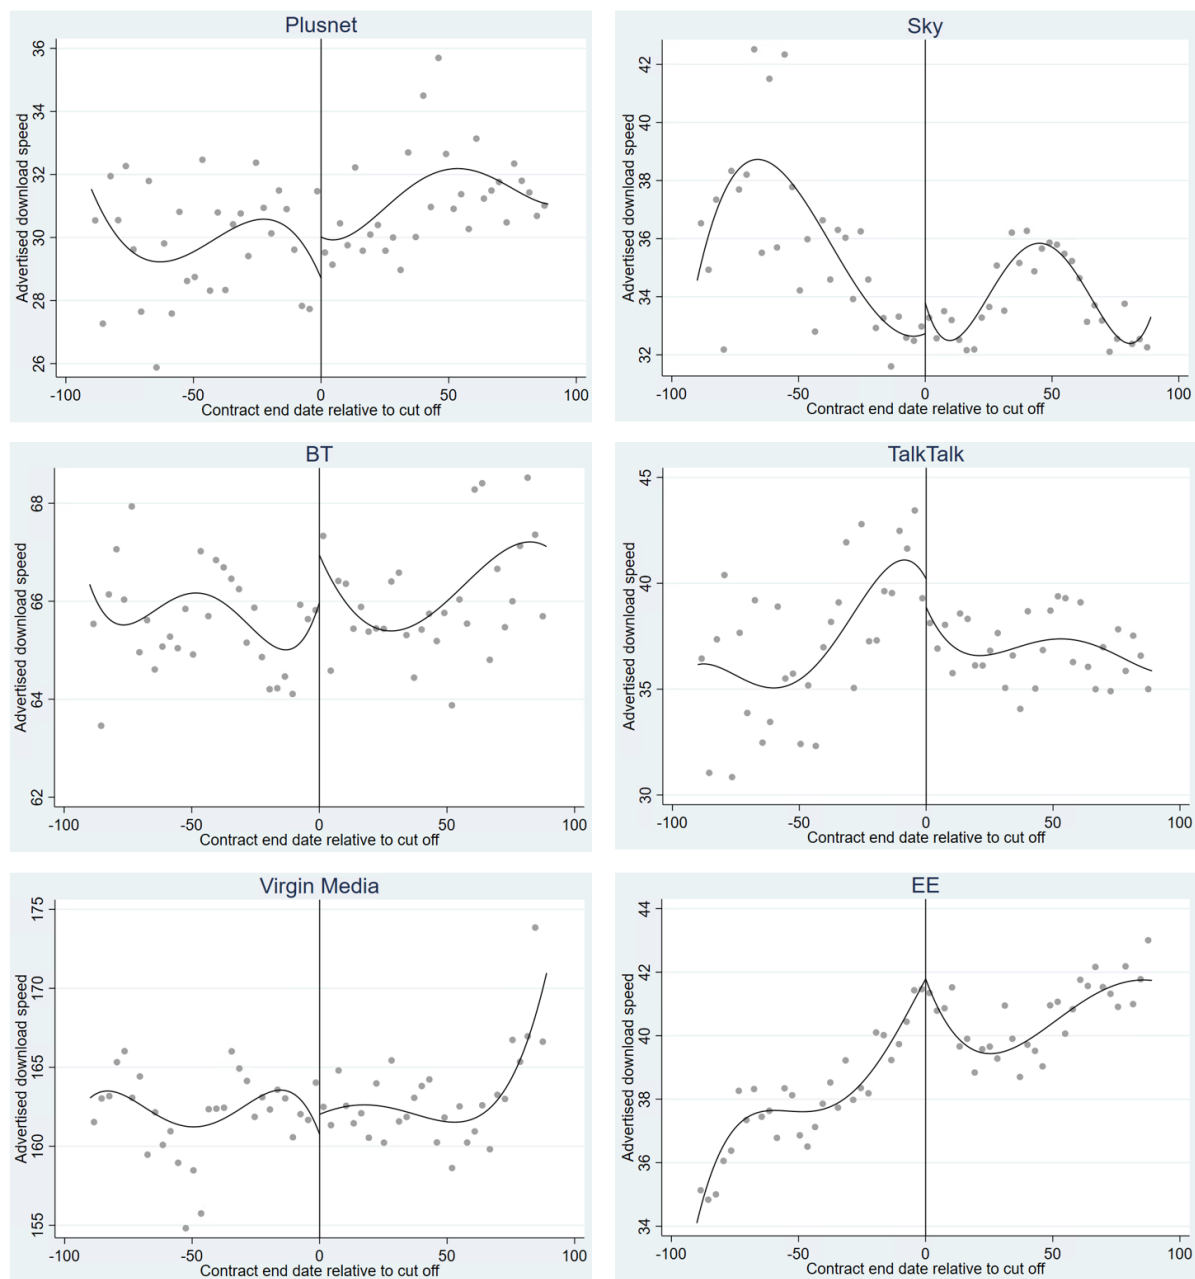 Plusnet
Advertised download speed
36
34
32
30
28
26
-100 -50 0 50 100
Contract end date relative to cut off
Sky
Advertised download speed
42
40
38
36
34
32
-100 -50 0 50 100
Contract end date relative to cut off
BT
Advertised download speed
68
66
64
62
-100 -50 0 50 100
Contract end date relative to cut off
TalkTalk
Advertised download speed
45
40
35
30
-100 -50 0 50 100
Contract end date relative to cut off
Virgin Media
Advertised download speed
175
170
165
160
155
-100 -50 0 50 100
Contract end date relative to cut off
EE
Advertised download speed
44
42
40
38
36
34
-100 -50 0 50 100
Contract end date relative to cut off